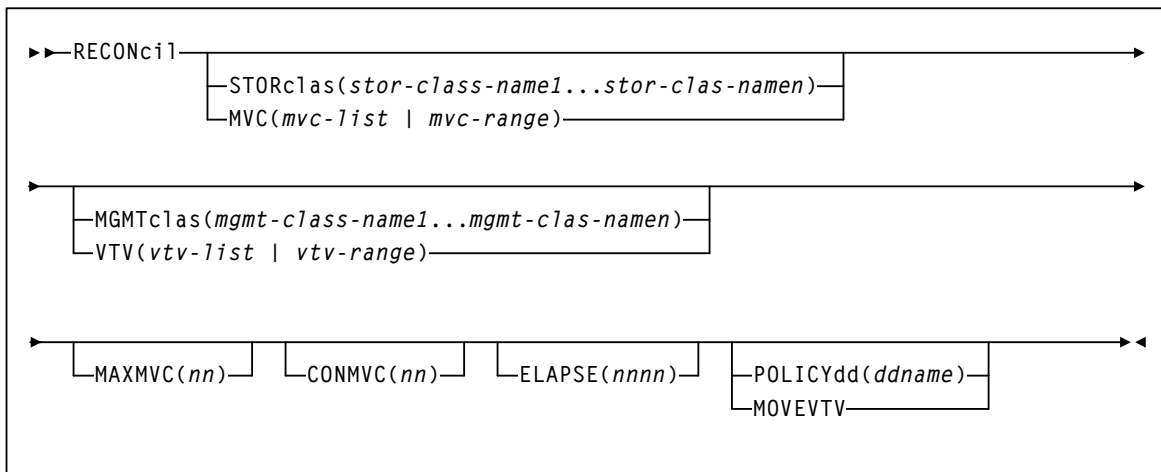 RECONcil
STORclas(stor-class-name1...stor-clas-namen)
MVC(mvc-list | mvc-range)
MGMTclas(mgmt-class-name1...mgmt-clas-namen)
VTV(vtv-list | vtv-range)
MAXMVC(nn) CONMVC(nn) ELAPSE(nnnn) POLICYdd(ddname)
MOVEVTV